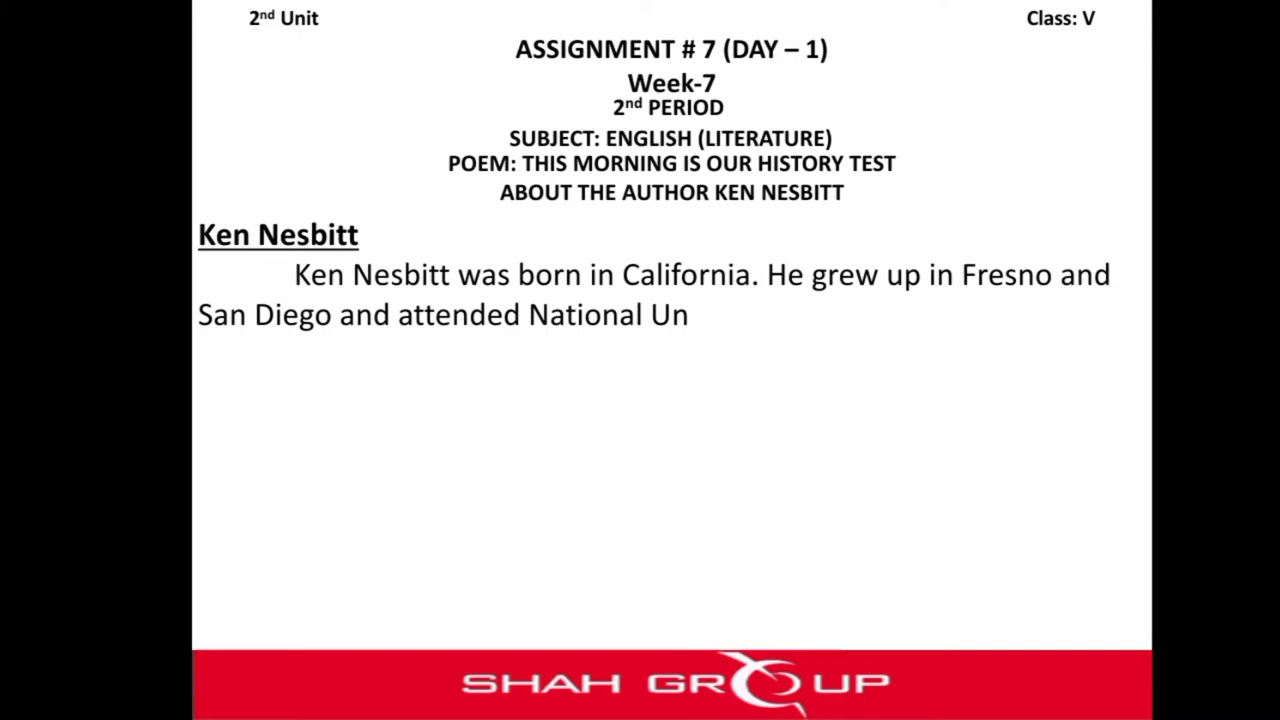 2nd Unit Class: V
ASSIGNMENT # 7 (DAY – 1)
Week-7
2nd PERIOD
SUBJECT: ENGLISH (LITERATURE)
POEM: THIS MORNING IS OUR HISTORY TEST
ABOUT THE AUTHOR KEN NESBITT
Ken Nesbitt
Ken Nesbitt was born in California. He grew up in Fresno and
San Diego and attended National Un
SHAH GROUP